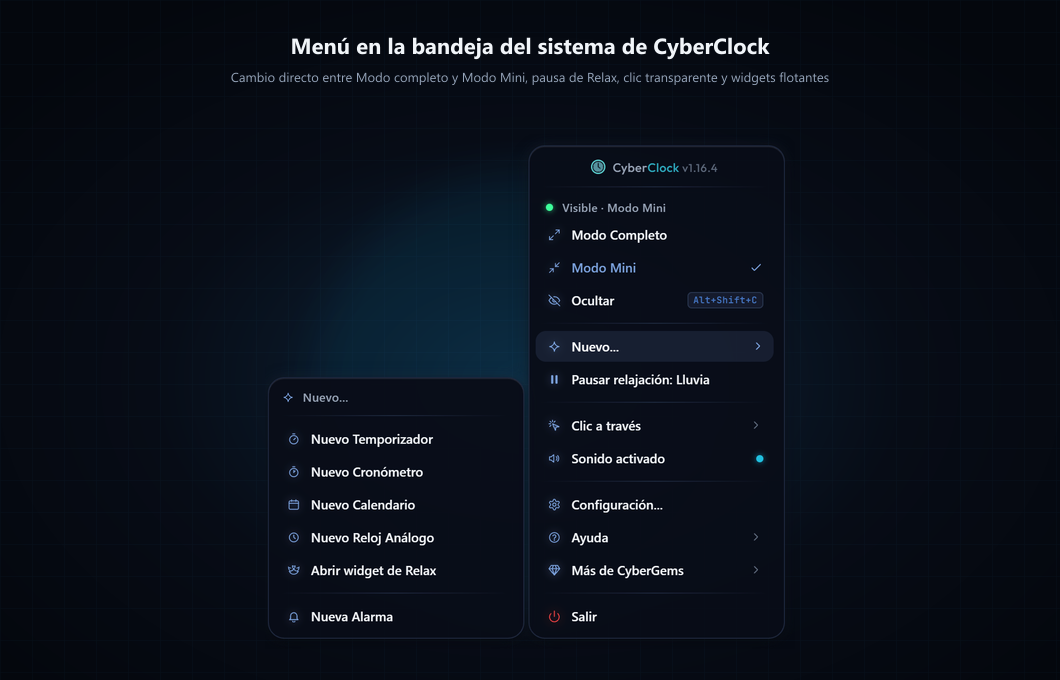 Menú en la bandeja del sistema de CyberClock
Cambio directo entre Modo completo y Modo Mini, pausa de Relax, clic transparente y widgets flotantes
CyberClock v1.16.4
Visible · Modo Mini
Modo Completo
Modo Mini
Ocultar Alt+Shift+C
Nuevo...
Pausar relajación: Lluvia
Clic a través
Sonido activado
Configuración...
Ayuda
Más de CyberGems
Salir
Nuevo...
Nuevo Temporizador
Nuevo Cronómetro
Nuevo Calendario
Nuevo Reloj Análogo
Abrir widget de Relax
Nueva Alarma